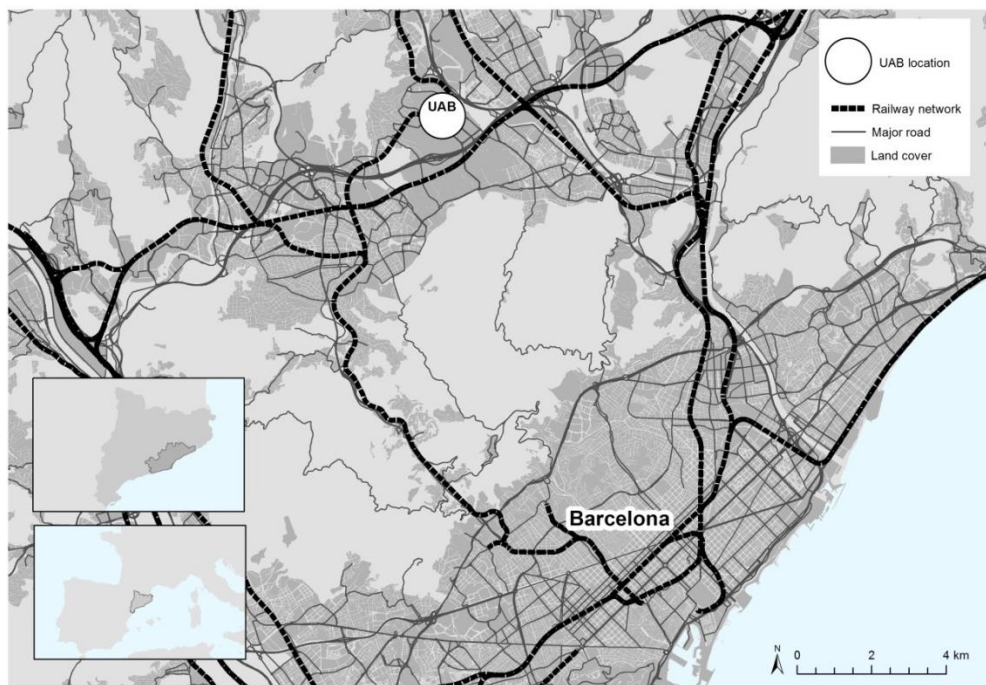 UAB
UAB location
Railway network
Major road
Land cover
Barcelona
N
0 2 4 km